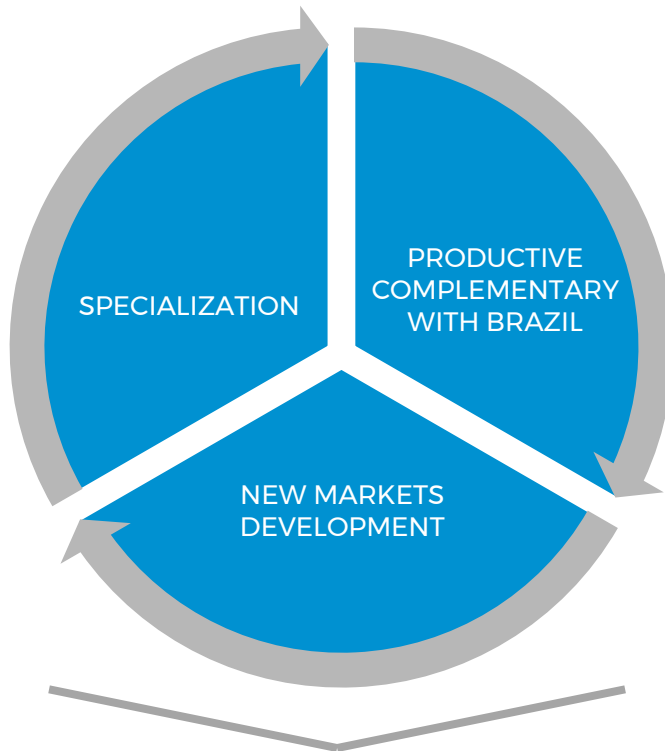 SPECIALIZATION
PRODUCTIVE
COMPLEMENTARY
WITH BRAZIL
NEW MARKETS
DEVELOPMENT